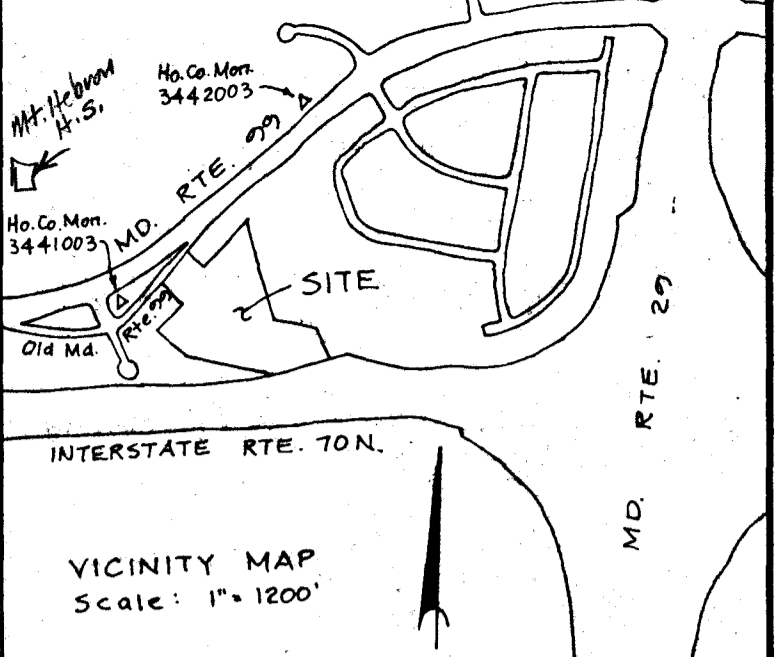 Mt. Hebron
H.S.
Ho.Co.Mon.
3442003
MD. RTE. 99
Ho.Co.Mon.
3441003
SITE
Old Md.
Rte. 99
MD. RTE. 29
INTERSTATE RTE. 70 N.
VICINITY MAP
Scale: 1" = 1200'